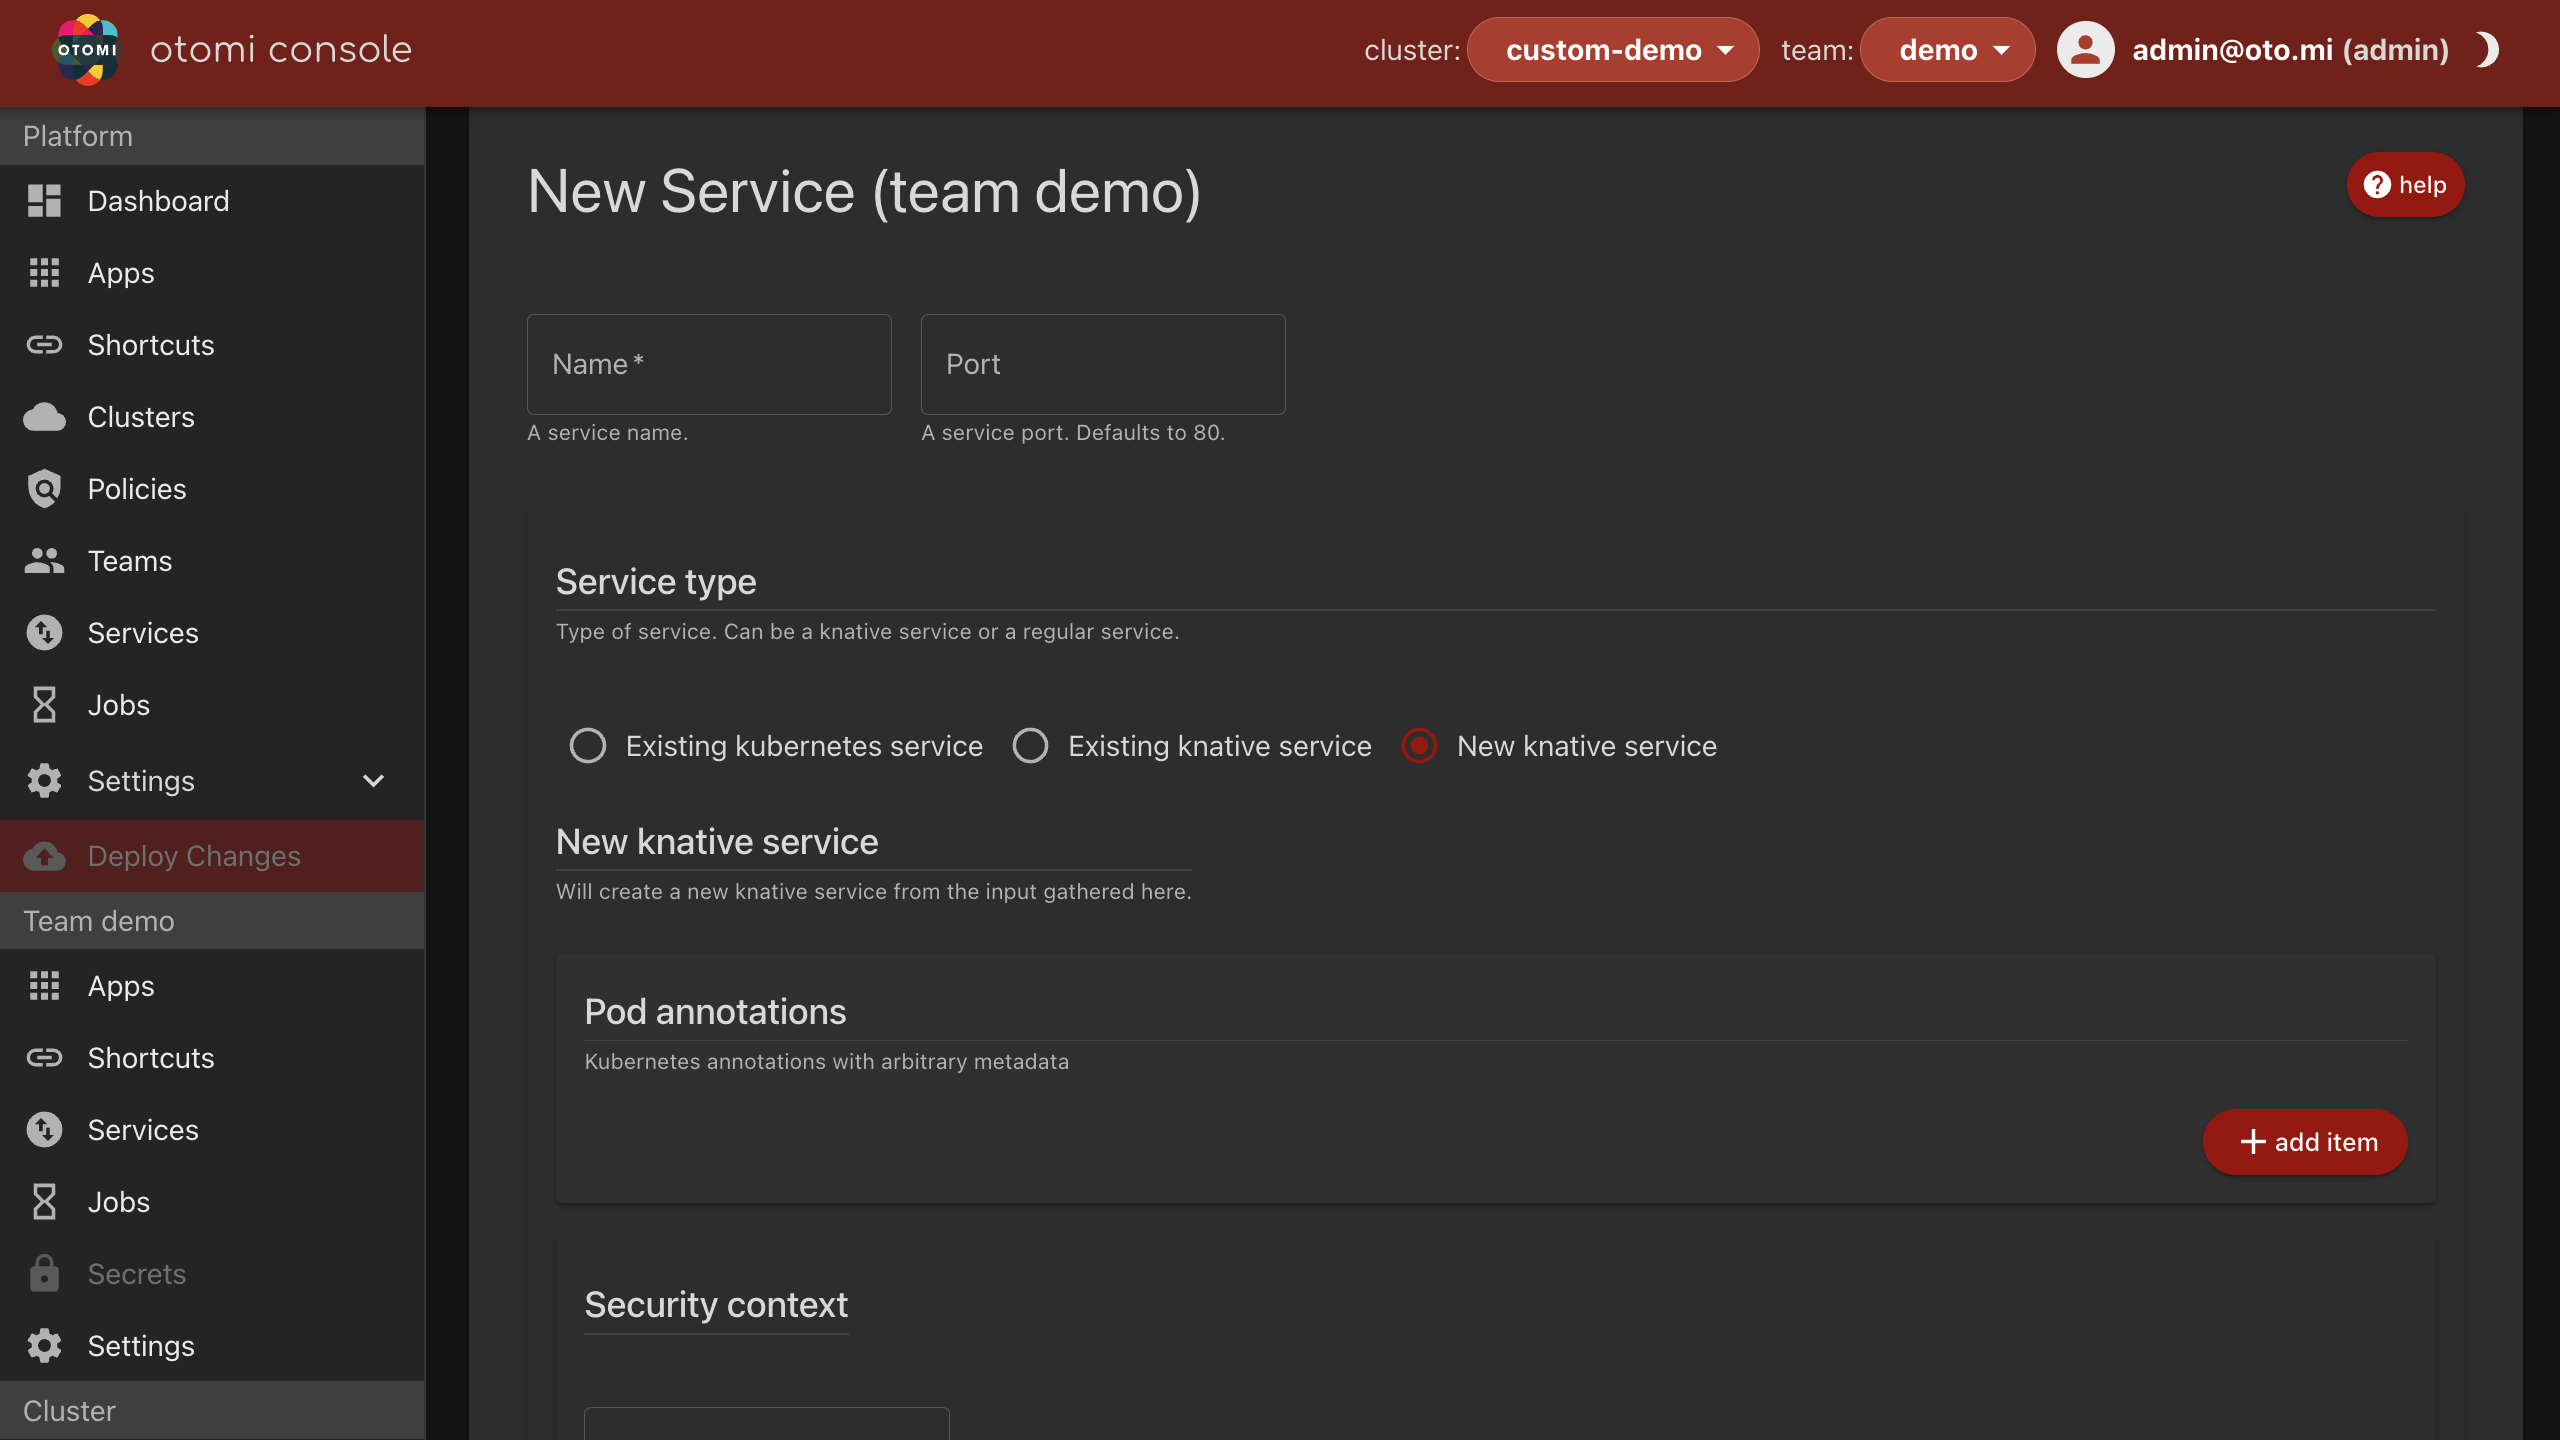 OTOMI otomi console cluster: custom-demo team: demo admin@oto.mi (admin)
Platform
Dashboard
Apps
Shortcuts
Clusters
Policies
Teams
Services
Jobs
Settings
Deploy Changes
Team demo
Apps
Shortcuts
Services
Jobs
Secrets
Settings
Cluster
New Service (team demo)
help
Name *
Port
A service name.
A service port. Defaults to 80.
Service type
Type of service. Can be a knative service or a regular service.
Existing kubernetes service Existing knative service New knative service
New knative service
Will create a new knative service from the input gathered here.
Pod annotations
Kubernetes annotations with arbitrary metadata
add item
Security context